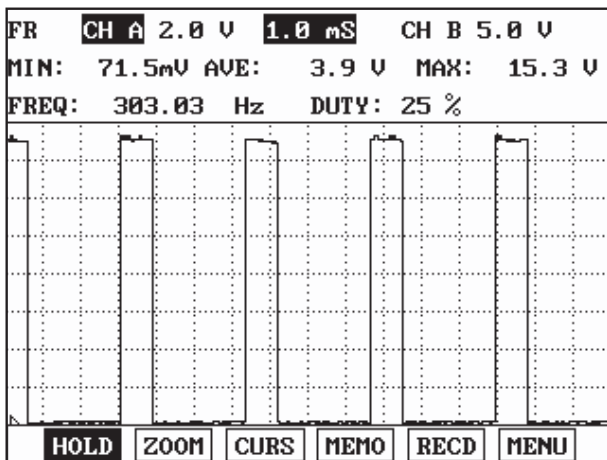 FR CH A 2.0 V 1.0 mS CH B 5.0 V
MIN: 71.5mV AVE: 3.9 V MAX: 15.3 V
FREQ: 303.03 Hz DUTY: 25 %
HOLD ZOOM CURS MEMO RECD MENU